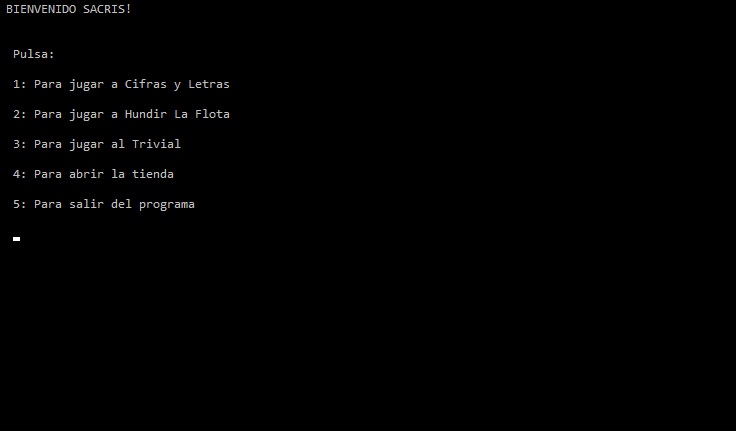 BIENVENIDO SACRIS!
Pulsa:
1: Para jugar a Cifras y Letras
2: Para jugar a Hundir La Flota
3: Para jugar al Trivial
4: Para abrir la tienda
5: Para salir del programa